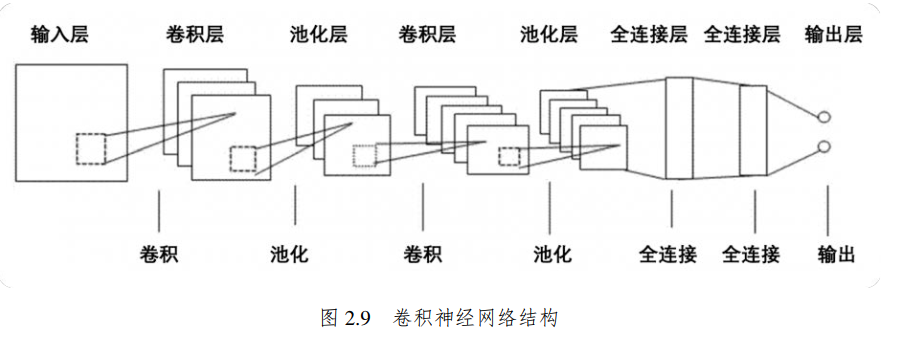 输入层 卷积层 池化层 卷积层 池化层 全连接层 全连接层 输出层
卷积 池化 卷积 池化 全连接 全连接 输出
图 2.9 卷积神经网络结构